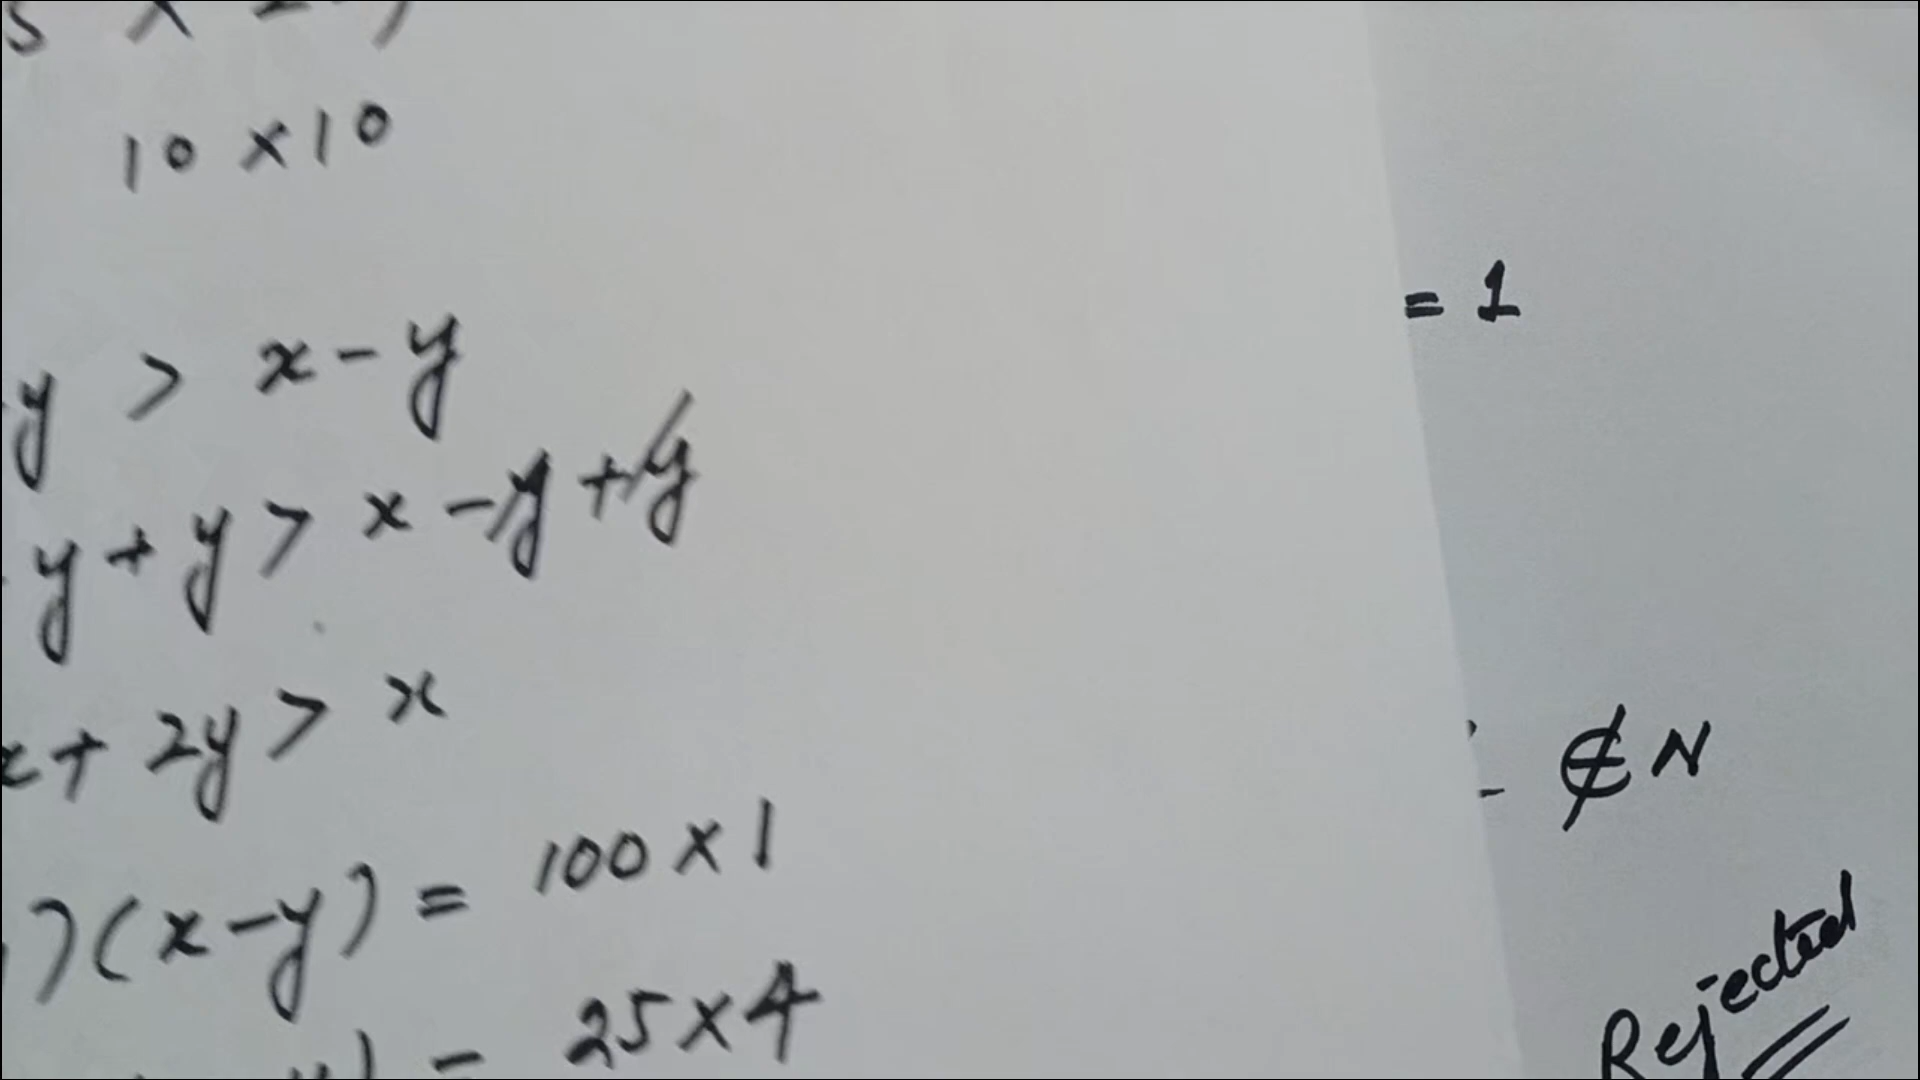 10 × 10
y > x - y
y + y > x - y + y
x + 2y > x
)(x - y) = 100 × 1
25 × 4
= 1
∉ N
Rejected